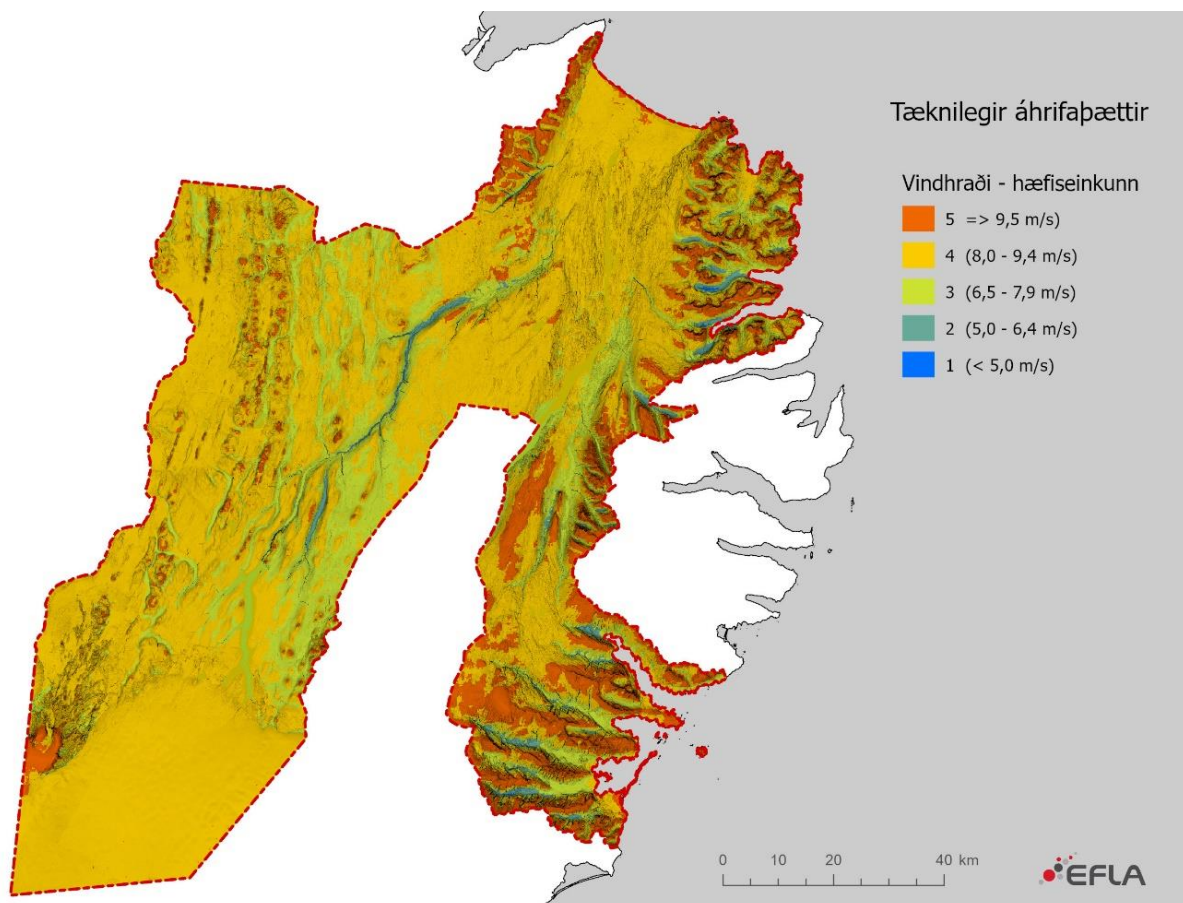 Tæknilegir áhrifaþættir
Vindhraði - hæfiseinkunn
5 => 9,5 m/s)
4 (8,0 - 9,4 m/s)
3 (6,5 - 7,9 m/s)
2 (5,0 - 6,4 m/s)
1 (< 5,0 m/s)
0 10 20 40 km
EFLA